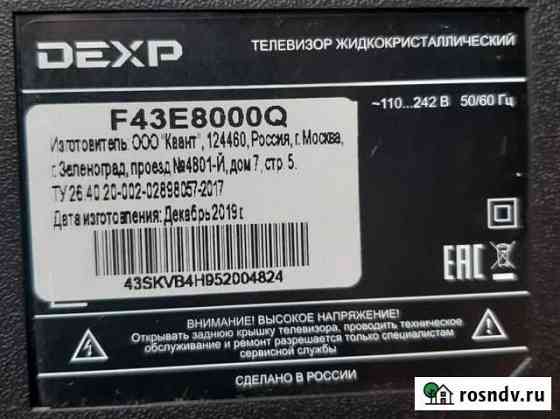 DEXP
ТЕЛЕВИЗОР ЖИДКОКРИСТАЛЛИЧЕСКИЙ
F43E8000Q
~110...242 В 50/60 Гц
Изготовитель: ООО "Квант", 124460, Россия, г. Москва,
г. Зеленоград, проезд №4801-Й, дом 7, стр. 5.
ТУ 26.40.20-002-02898057-2017
Дата изготовления: Декабрь 2019 г.
43SKVB4H952004824
EAC
ВНИМАНИЕ! ВЫСОКОЕ НАПРЯЖЕНИЕ!
Открывать заднюю крышку телевизора, проводить техническое
обслуживание и ремонт разрешается только специалистам
сервисной службы
СДЕЛАНО В РОССИИ
rosndv.ru